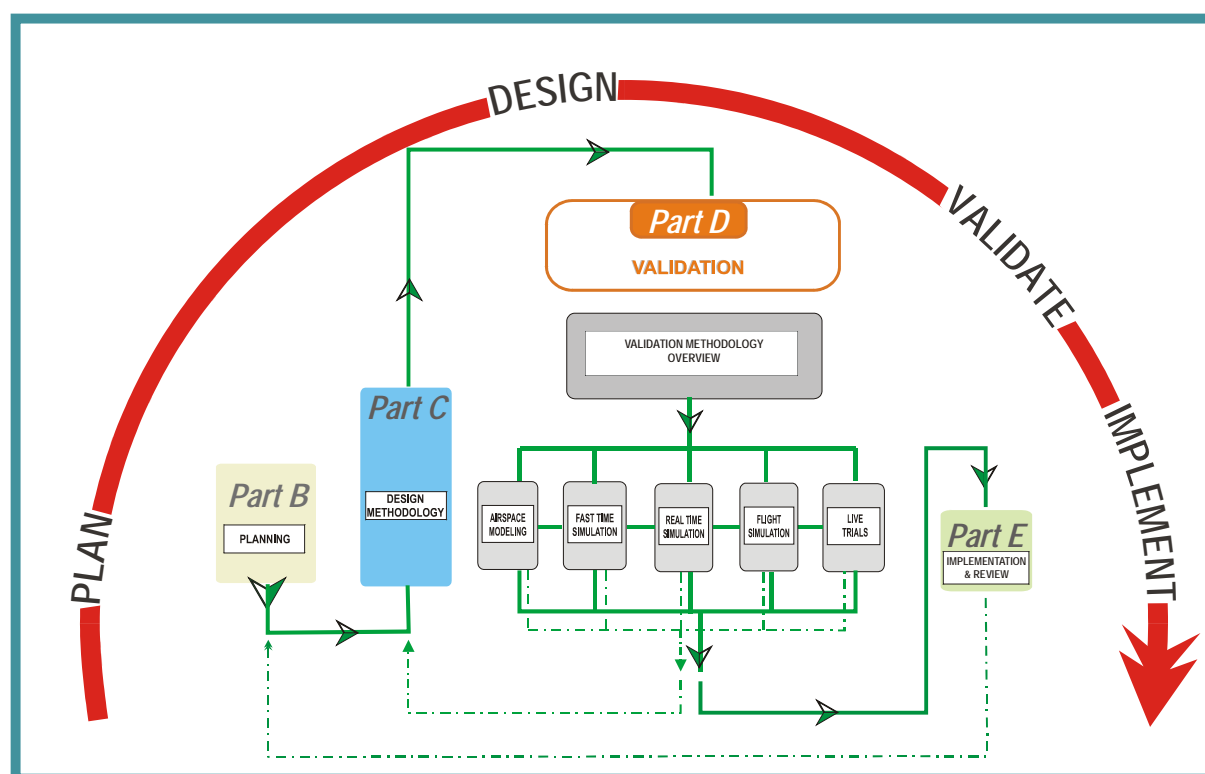 PLAN
DESIGN
VALIDATE
IMPLEMENT
Part B
PLANNING
Part C
DESIGN
METHODOLOGY
Part D
VALIDATION
VALIDATION METHODOLOGY
OVERVIEW
AIRSPACE
MODELING
FAST TIME
SIMULATION
REAL TIME
SIMULATION
FLIGHT
SIMULATION
LIVE
TRIALS
Part E
IMPLEMENTATION
& REVIEW